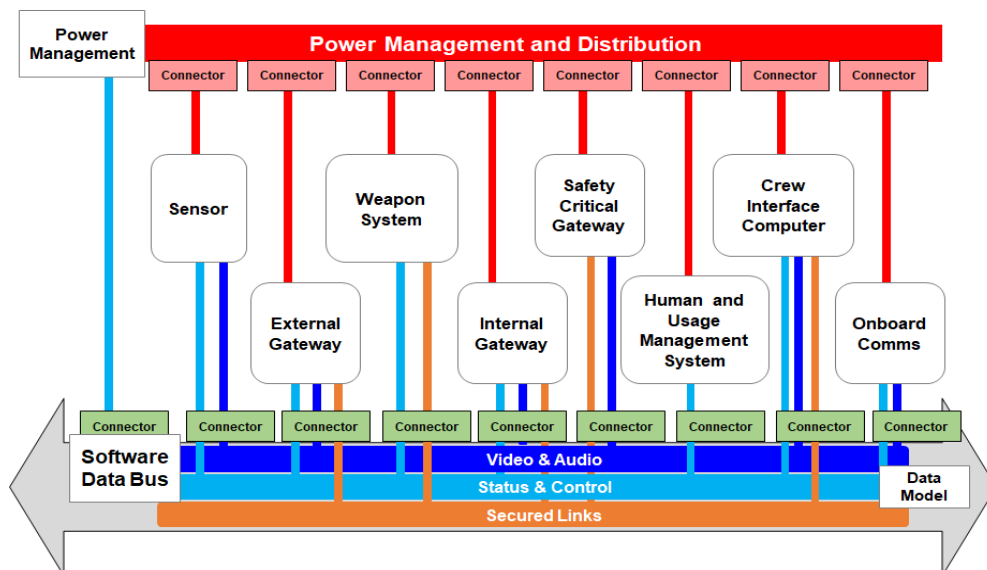 Power
Management
Power Management and Distribution
Connector Connector Connector Connector Connector Connector Connector Connector
Sensor
Weapon
System
Safety
Critical
Gateway
Crew
Interface
Computer
External
Gateway
Internal
Gateway
Human and
Usage
Management
System
Onboard
Comms
Connector Connector Connector Connector Connector Connector Connector Connector Connector
Software
Data Bus
Video & Audio
Status & Control
Secured Links
Data
Model